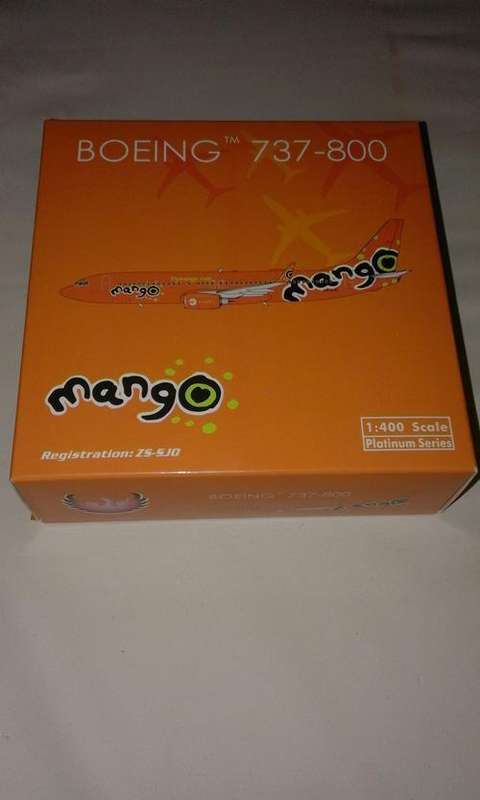 BOEING™ 737-800
mango
mango
mango
Registration: ZS-SJO
1:400 Scale
Platinum Series
BOEING 737-800